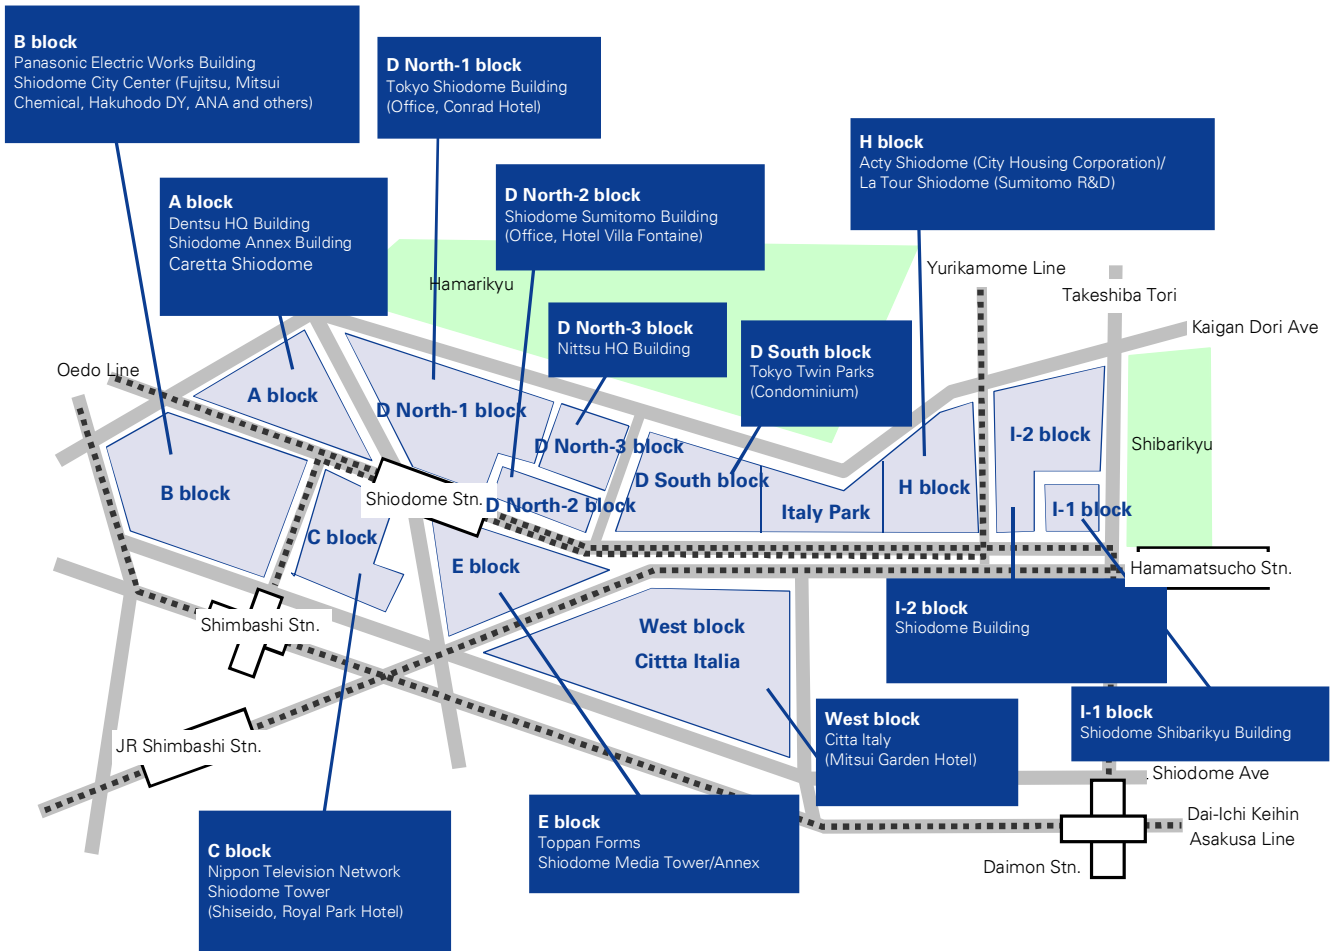 B block
Panasonic Electric Works Building
Shiodome City Center (Fujitsu, Mitsui
Chemical, Hakuhodo DY, ANA and others)
D North-1 block
Tokyo Shiodome Building
(Office, Conrad Hotel)
H block
Acty Shiodome (City Housing Corporation)/
La Tour Shiodome (Sumitomo R&D)
A block
Dentsu HQ Building
Shiodome Annex Building
Caretta Shiodome
D North-2 block
Shiodome Sumitomo Building
(Office, Hotel Villa Fontaine)
Hamarikyu
Yurikamome Line
Takeshiba Tori
Kaigan Dori Ave
D North-3 block
Nittsu HQ Building
D South block
Tokyo Twin Parks
(Condominium)
Oedo Line
A block
D North-1 block
D North-3 block
I-2 block
Shibarikyu
B block
Shiodome Stn.
D North-2 block
D South block
Italy Park
H block
I-1 block
C block
E block
Hamamatsucho Stn.
Shimbashi Stn.
West block
Cittta Italia
I-2 block
Shiodome Building
JR Shimbashi Stn.
West block
Citta Italy
(Mitsui Garden Hotel)
I-1 block
Shiodome Shibarikyu Building
Shiodome Ave
Dai-Ichi Keihin
Asakusa Line
Daimon Stn.
E block
Toppan Forms
Shiodome Media Tower/Annex
C block
Nippon Television Network
Shiodome Tower
(Shiseido, Royal Park Hotel)